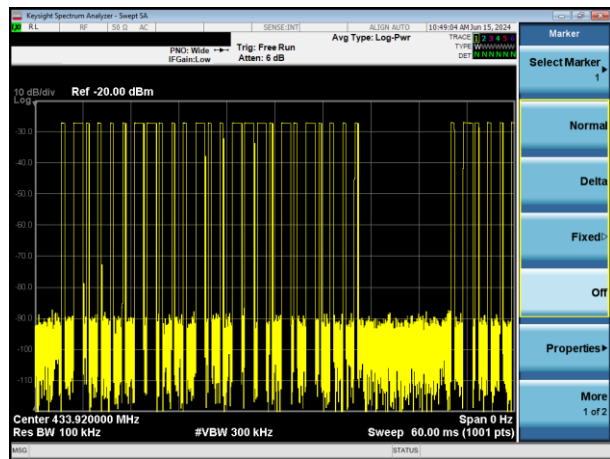 Keysight Spectrum Analyzer - Swept SA
RL RF 50 Ω AC SENSE:INT ALIGN AUTO 10:49:04 AM Jun 15, 2024
Marker
Avg Type: Log-Pwr
TRACE 1 2 3 4 5 6
PNO: Wide Trig: Free Run
TYPE WWWWWW
IFGain:Low Atten: 6 dB
DET N N N N N N
Select Marker
1
10 dB/div Ref -20.00 dBm
Log
-30.0
Normal
-40.0
-50.0
Delta
-60.0
-70.0
Fixed
-80.0
Off
-90.0
-100
Properties
-110
More
1 of 2
Center 433.920000 MHz Span 0 Hz
Res BW 100 kHz #VBW 300 kHz Sweep 60.00 ms (1001 pts)
MSG STATUS